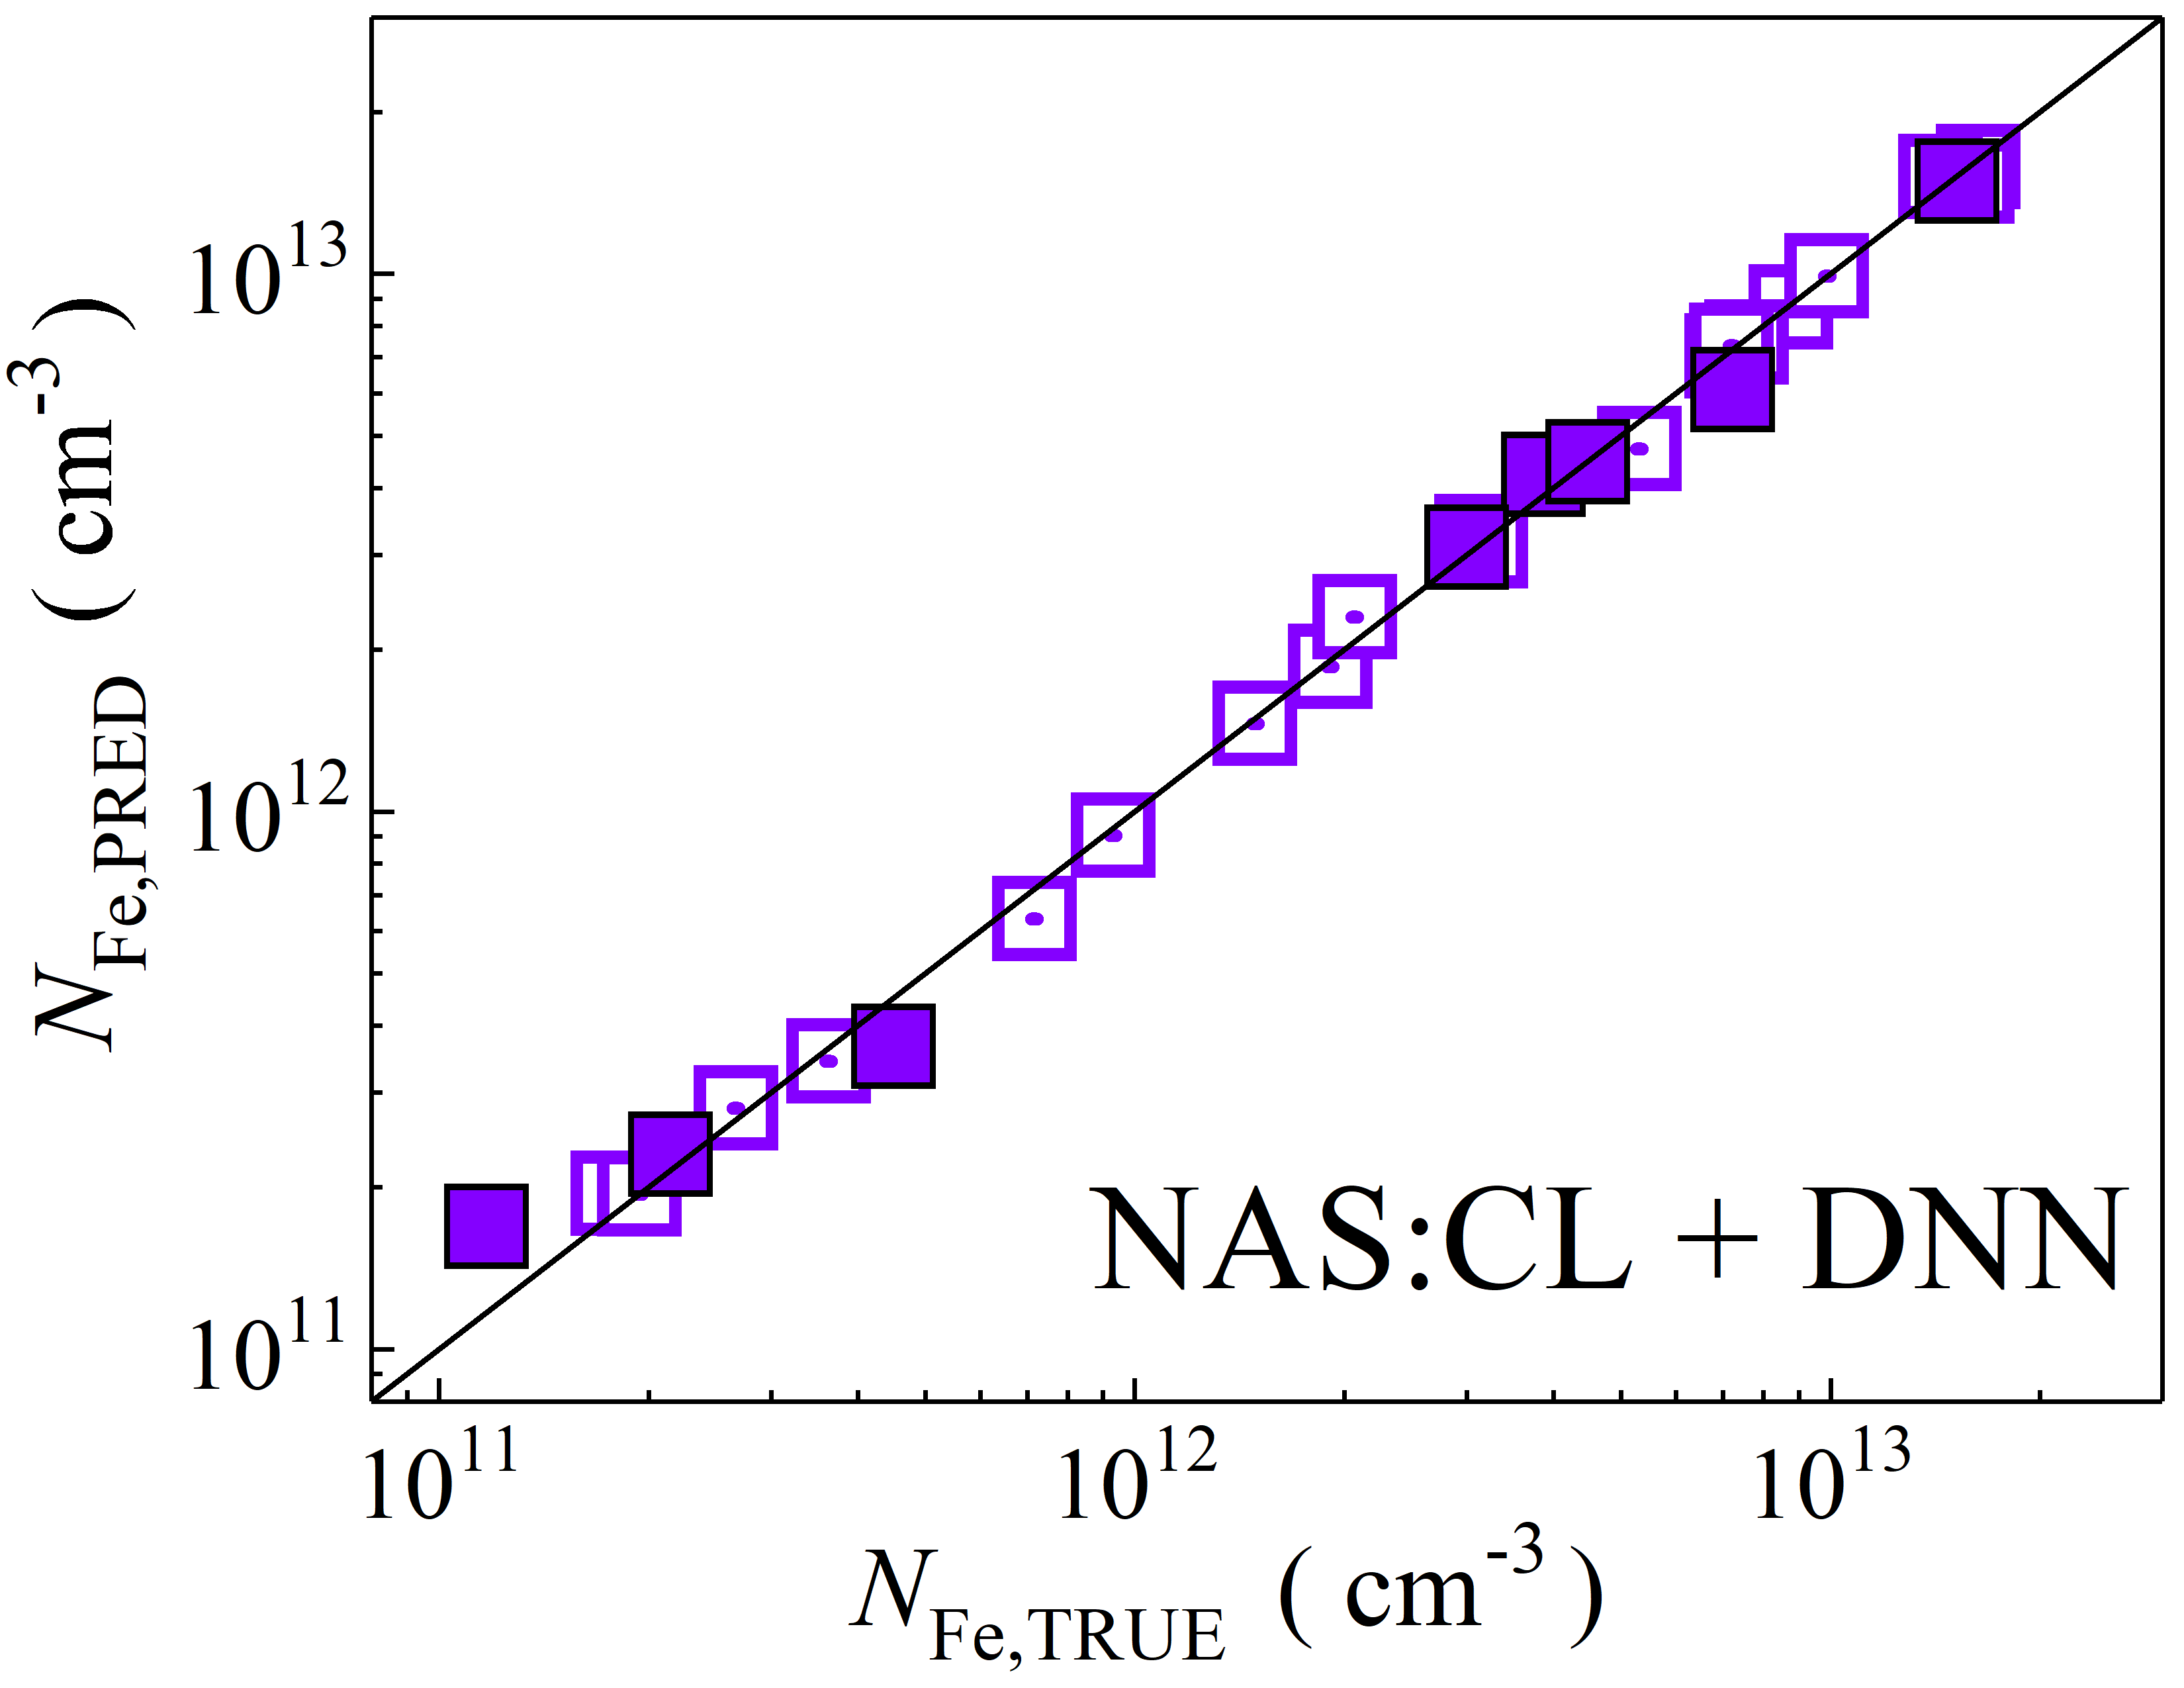 N_Fe,PRED ( cm^-3 )
10^13
10^12
10^11
NAS:CL + DNN
10^11 10^12 10^13
N_Fe,TRUE ( cm^-3 )